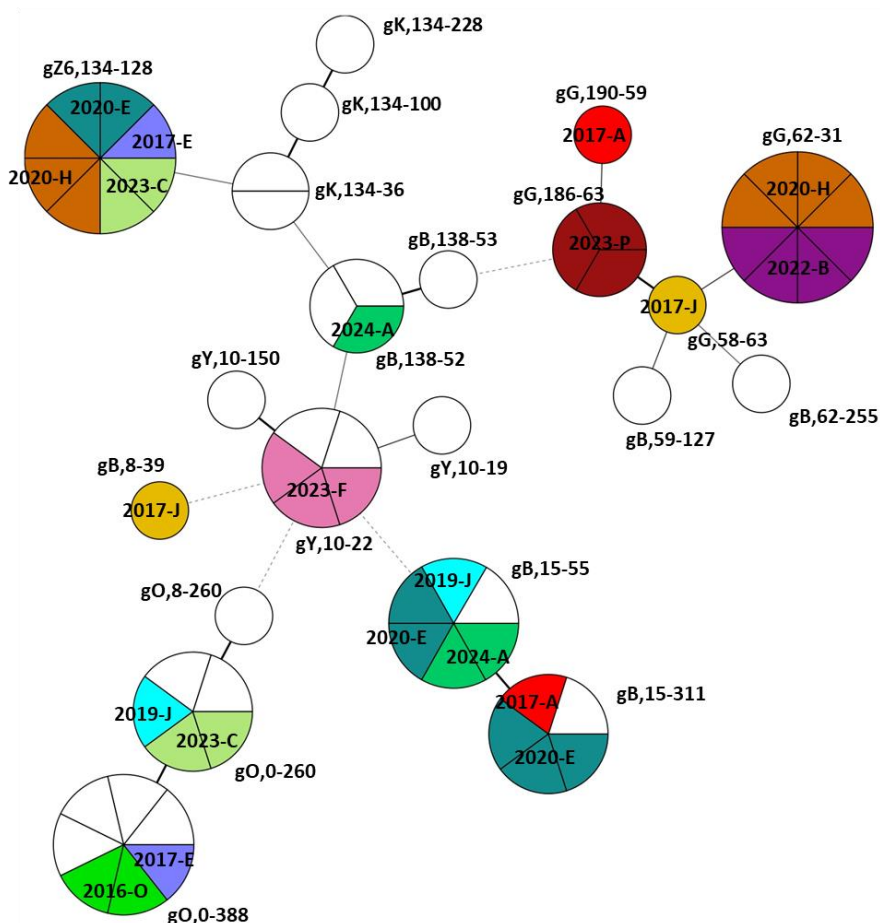 gK,134-228
gZ6,134-128
2020-E
gK,134-100
2017-E
2020-H
2023-C
gK,134-36
gG,190-59
2017-A
gG,62-31
2020-H
gG,186-63
2023-P
2022-B
gB,138-53
2017-J
gG,58-63
2024-A
gB,138-52
gY,10-150
gB,62-255
gB,59-127
gY,10-19
gB,8-39
2017-J
2023-F
gY,10-22
gO,8-260
2019-J
gB,15-55
2020-E
2024-A
2019-J
2023-C
gO,0-260
2017-A
gB,15-311
2020-E
2017-E
2016-O
gO,0-388